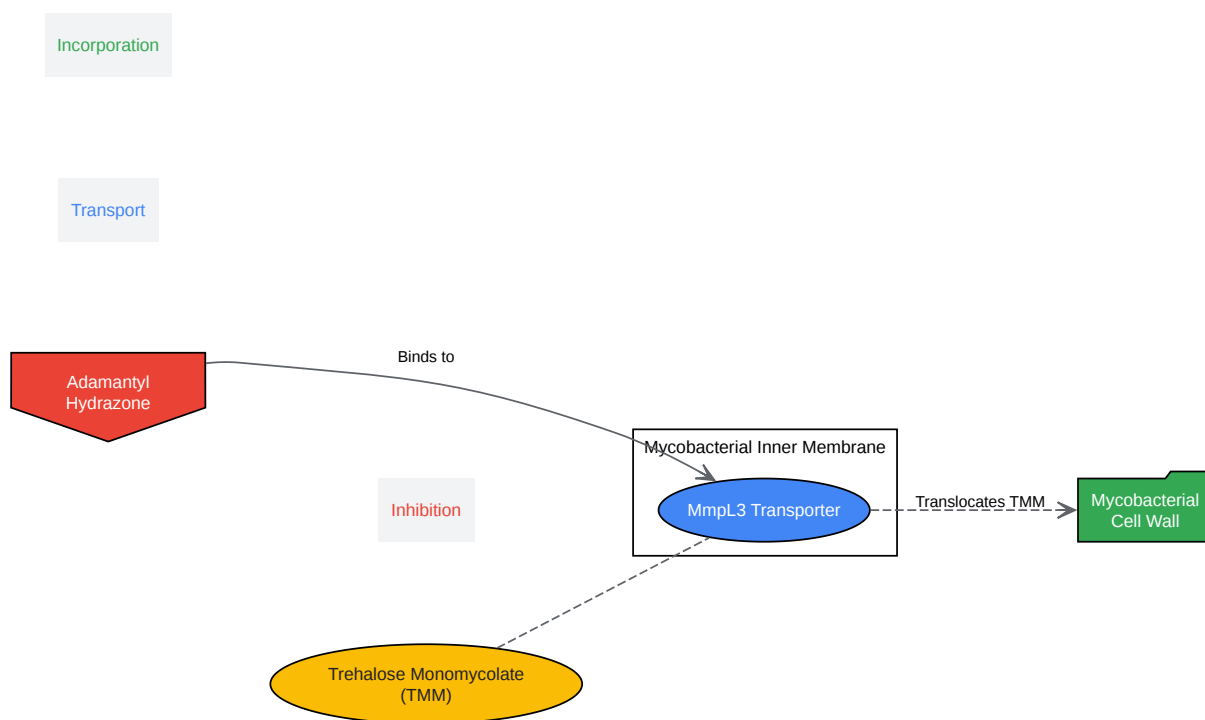 Incorporation
Transport
Binds to
Adamantyl
Hydrazone
Mycobacterial Inner Membrane
Inhibition
MmpL3 Transporter
Translocates TMM
Mycobacterial
Cell Wall
Trehalose Monomycolate
(TMM)